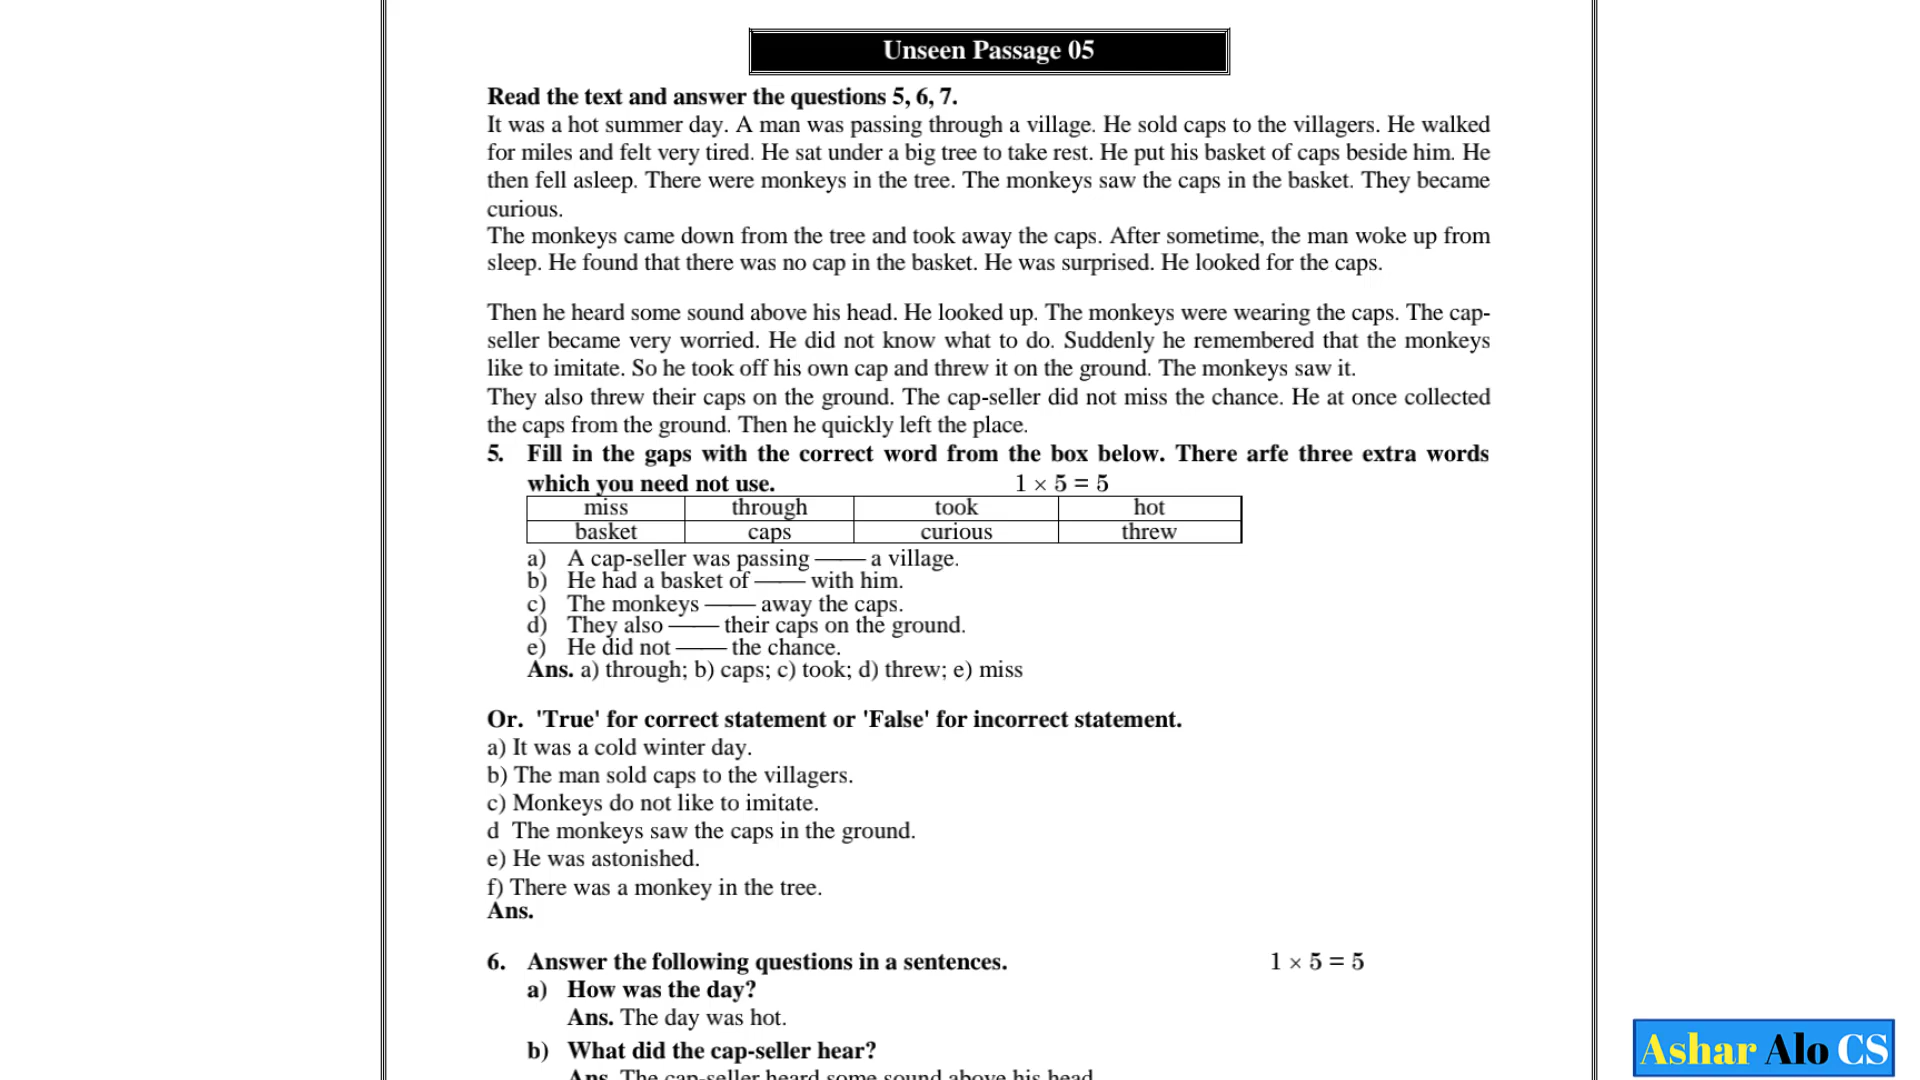 Unseen Passage 05
Read the text and answer the questions 5, 6, 7.
It was a hot summer day. A man was passing through a village. He sold caps to the villagers. He walked
for miles and felt very tired. He sat under a big tree to take rest. He put his basket of caps beside him. He
then fell asleep. There were monkeys in the tree. The monkeys saw the caps in the basket. They became
curious.
The monkeys came down from the tree and took away the caps. After sometime, the man woke up from
sleep. He found that there was no cap in the basket. He was surprised. He looked for the caps.
Then he heard some sound above his head. He looked up. The monkeys were wearing the caps. The cap-
seller became very worried. He did not know what to do. Suddenly he remembered that the monkeys
like to imitate. So he took off his own cap and threw it on the ground. The monkeys saw it.
They also threw their caps on the ground. The cap-seller did not miss the chance. He at once collected
the caps from the ground. Then he quickly left the place.
5. Fill in the gaps with the correct word from the box below. There arfe three extra words
which you need not use. 1 × 5 = 5
miss through took hot
basket caps curious threw
a) A cap-seller was passing —— a village.
b) He had a basket of —— with him.
c) The monkeys —— away the caps.
d) They also —— their caps on the ground.
e) He did not —— the chance.
Ans. a) through; b) caps; c) took; d) threw; e) miss
Or. 'True' for correct statement or 'False' for incorrect statement.
a) It was a cold winter day.
b) The man sold caps to the villagers.
c) Monkeys do not like to imitate.
d The monkeys saw the caps in the ground.
e) He was astonished.
f) There was a monkey in the tree.
Ans.
6. Answer the following questions in a sentences. 1 × 5 = 5
a) How was the day?
Ans. The day was hot.
b) What did the cap-seller hear?
Ans. The cap-seller heard some sound above his head
Ashar Alo CS